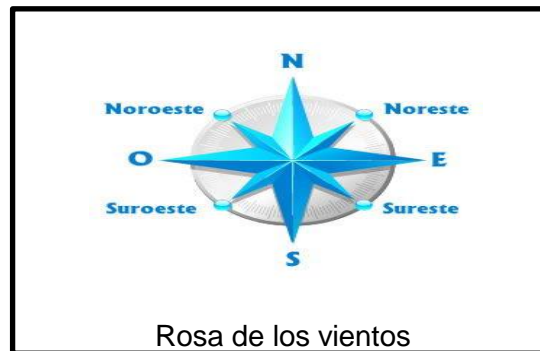 N
Noroeste
Noreste
O
E
Suroeste
Sureste
S
Rosa de los vientos